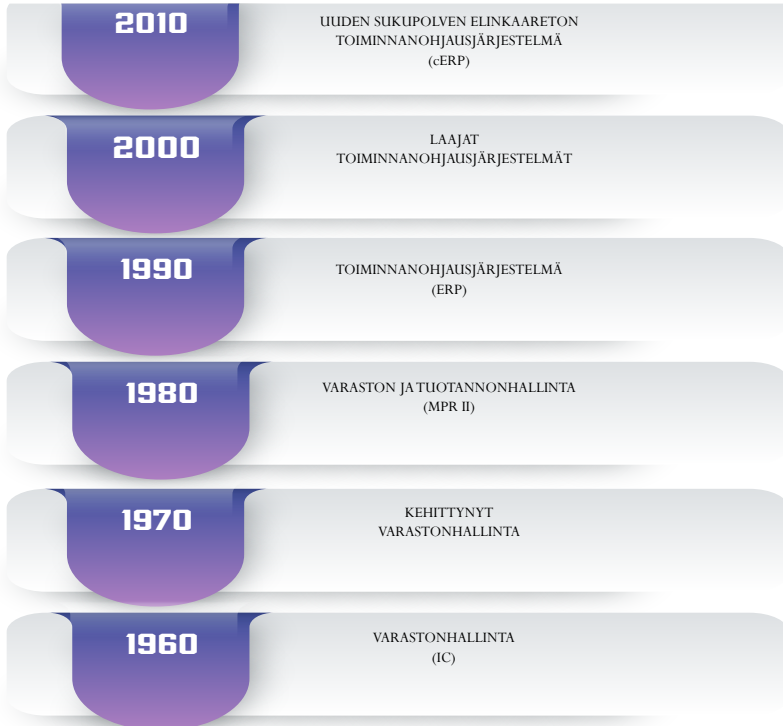 2010
UUDEN SUKUPOLVEN ELINKAARETON
TOIMINNANOHJAUSJÄRJESTELMÄ
(cERP)
2000
LAAJAT
TOIMINNANOHJAUSJÄRJESTELMÄT
1990
TOIMINNANOHJAUSJÄRJESTELMÄ
(ERP)
1980
VARASTON JA TUOTANNONHALLINTA
(MPR II)
1970
KEHITTYNYT
VARASTONHALLINTA
1960
VARASTONHALLINTA
(IC)